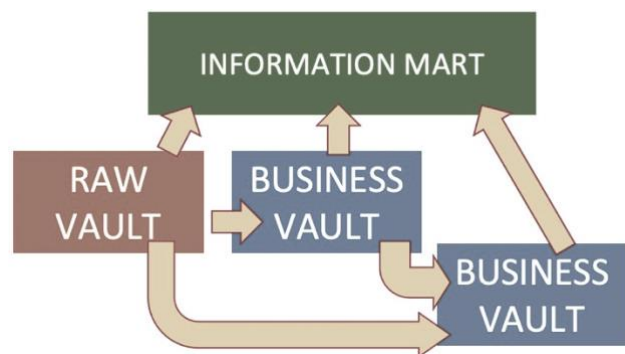 INFORMATION MART
RAW
VAULT
BUSINESS
VAULT
BUSINESS
VAULT